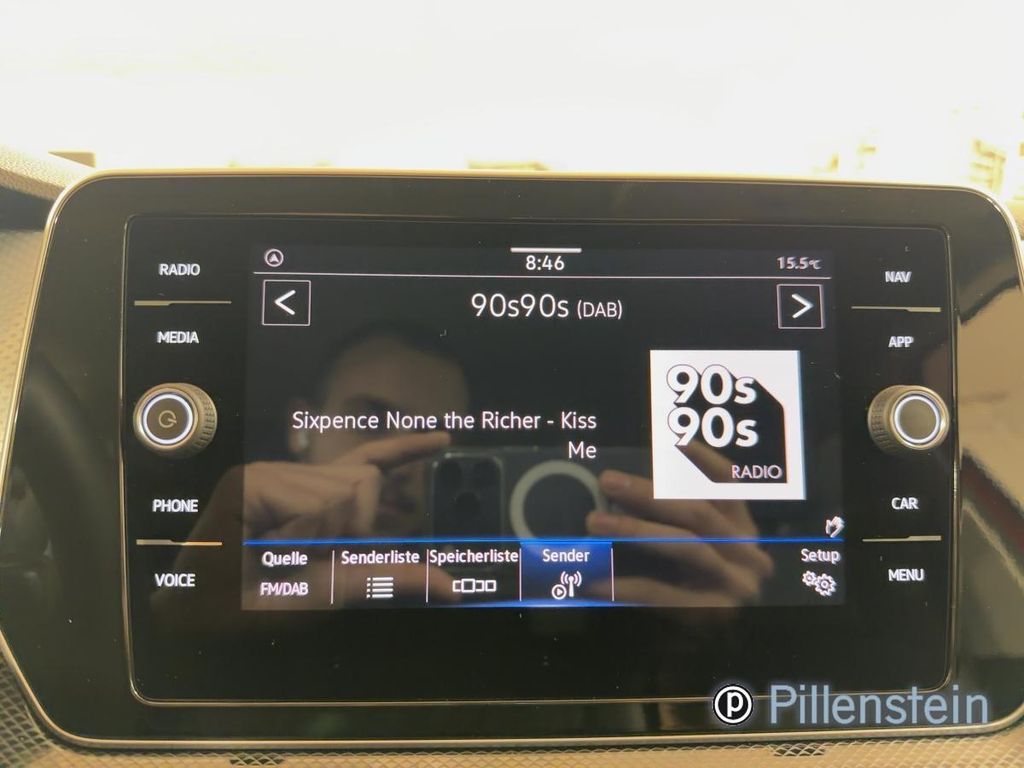 8:46
15.5°C
RADIO
MEDIA
PHONE
VOICE
<
90s90s (DAB)
>
Sixpence None the Richer - Kiss
Me
90s
90s
RADIO
Quelle
FM/DAB
Senderliste
Speicherliste
Sender
Setup
NAV
APP
CAR
MENU
p Pillenstein